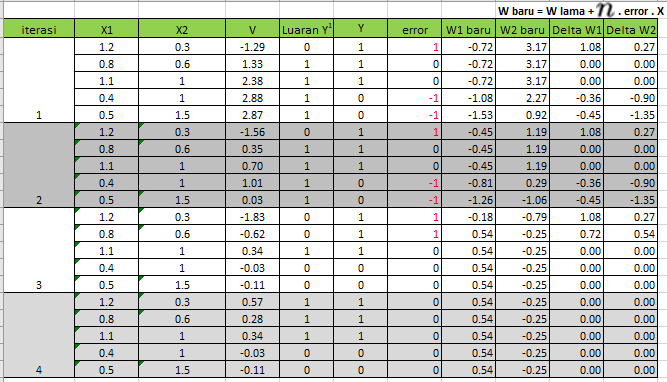 W baru = W lama + n . error . X
iterasi X1 X2 V Luaran Y¹ Y error W1 baru W2 baru Delta W1 Delta W2
1.2 0.3 -1.29 0 1 1 -0.72 3.17 1.08 0.27
0.8 0.6 1.33 1 1 0 -0.72 3.17 0.00 0.00
1.1 1 2.38 1 1 0 -0.72 3.17 0.00 0.00
0.4 1 2.88 1 0 -1 -1.08 2.27 -0.36 -0.90
1 0.5 1.5 2.87 1 0 -1 -1.53 0.92 -0.45 -1.35
1.2 0.3 -1.56 0 1 1 -0.45 1.19 1.08 0.27
0.8 0.6 0.35 1 1 0 -0.45 1.19 0.00 0.00
1.1 1 0.70 1 1 0 -0.45 1.19 0.00 0.00
0.4 1 1.01 1 0 -1 -0.81 0.29 -0.36 -0.90
2 0.5 1.5 0.03 1 0 -1 -1.26 -1.06 -0.45 -1.35
1.2 0.3 -1.83 0 1 1 -0.18 -0.79 1.08 0.27
0.8 0.6 -0.62 0 1 1 0.54 -0.25 0.72 0.54
1.1 1 0.34 1 1 0 0.54 -0.25 0.00 0.00
0.4 1 -0.03 0 0 0 0.54 -0.25 0.00 0.00
3 0.5 1.5 -0.11 0 0 0 0.54 -0.25 0.00 0.00
1.2 0.3 0.57 1 1 0 0.54 -0.25 0.00 0.00
0.8 0.6 0.28 1 1 0 0.54 -0.25 0.00 0.00
1.1 1 0.34 1 1 0 0.54 -0.25 0.00 0.00
0.4 1 -0.03 0 0 0 0.54 -0.25 0.00 0.00
4 0.5 1.5 -0.11 0 0 0 0.54 -0.25 0.00 0.00